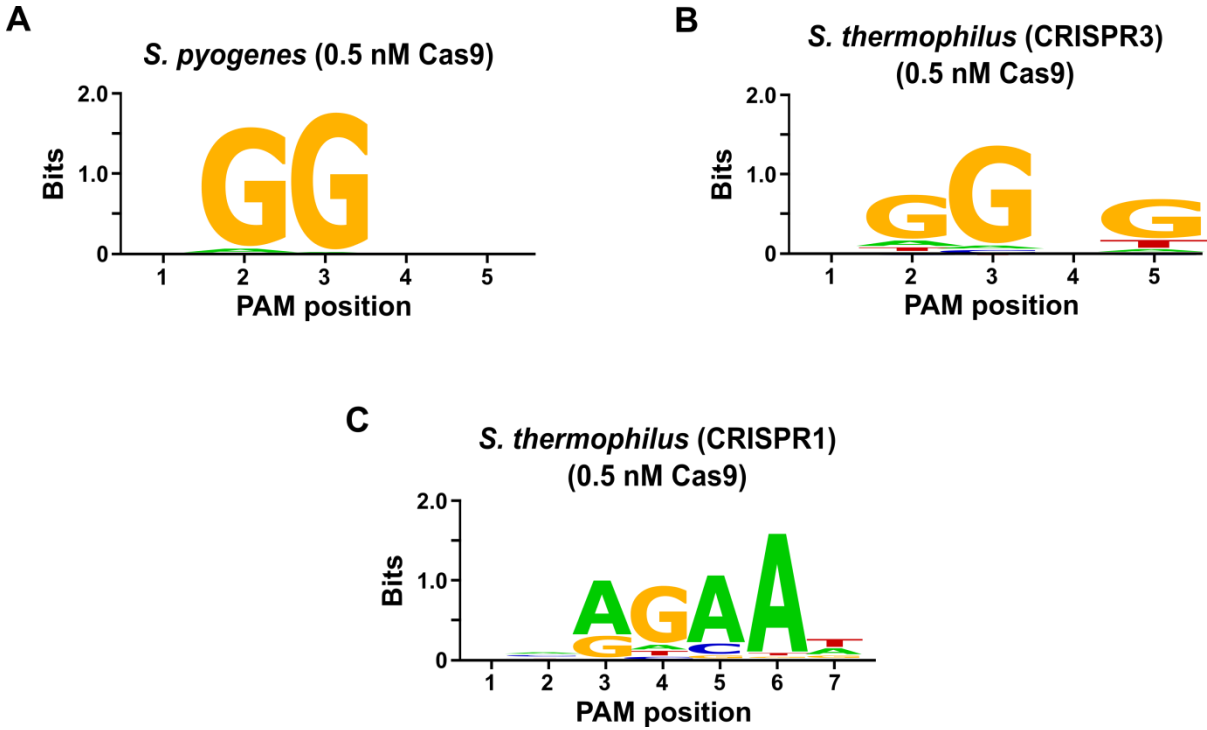 A
S. pyogenes (0.5 nM Cas9)
2.0
1.0
0
Bits
GG
1 2 3 4 5
PAM position
B
S. thermophilus (CRISPR3)
(0.5 nM Cas9)
2.0
1.0
0
Bits
G G G
A T T
1 2 3 4 5
PAM position
C
S. thermophilus (CRISPR1)
(0.5 nM Cas9)
2.0
1.0
0
Bits
A G A A T
G A C A
T
1 2 3 4 5 6 7
PAM position